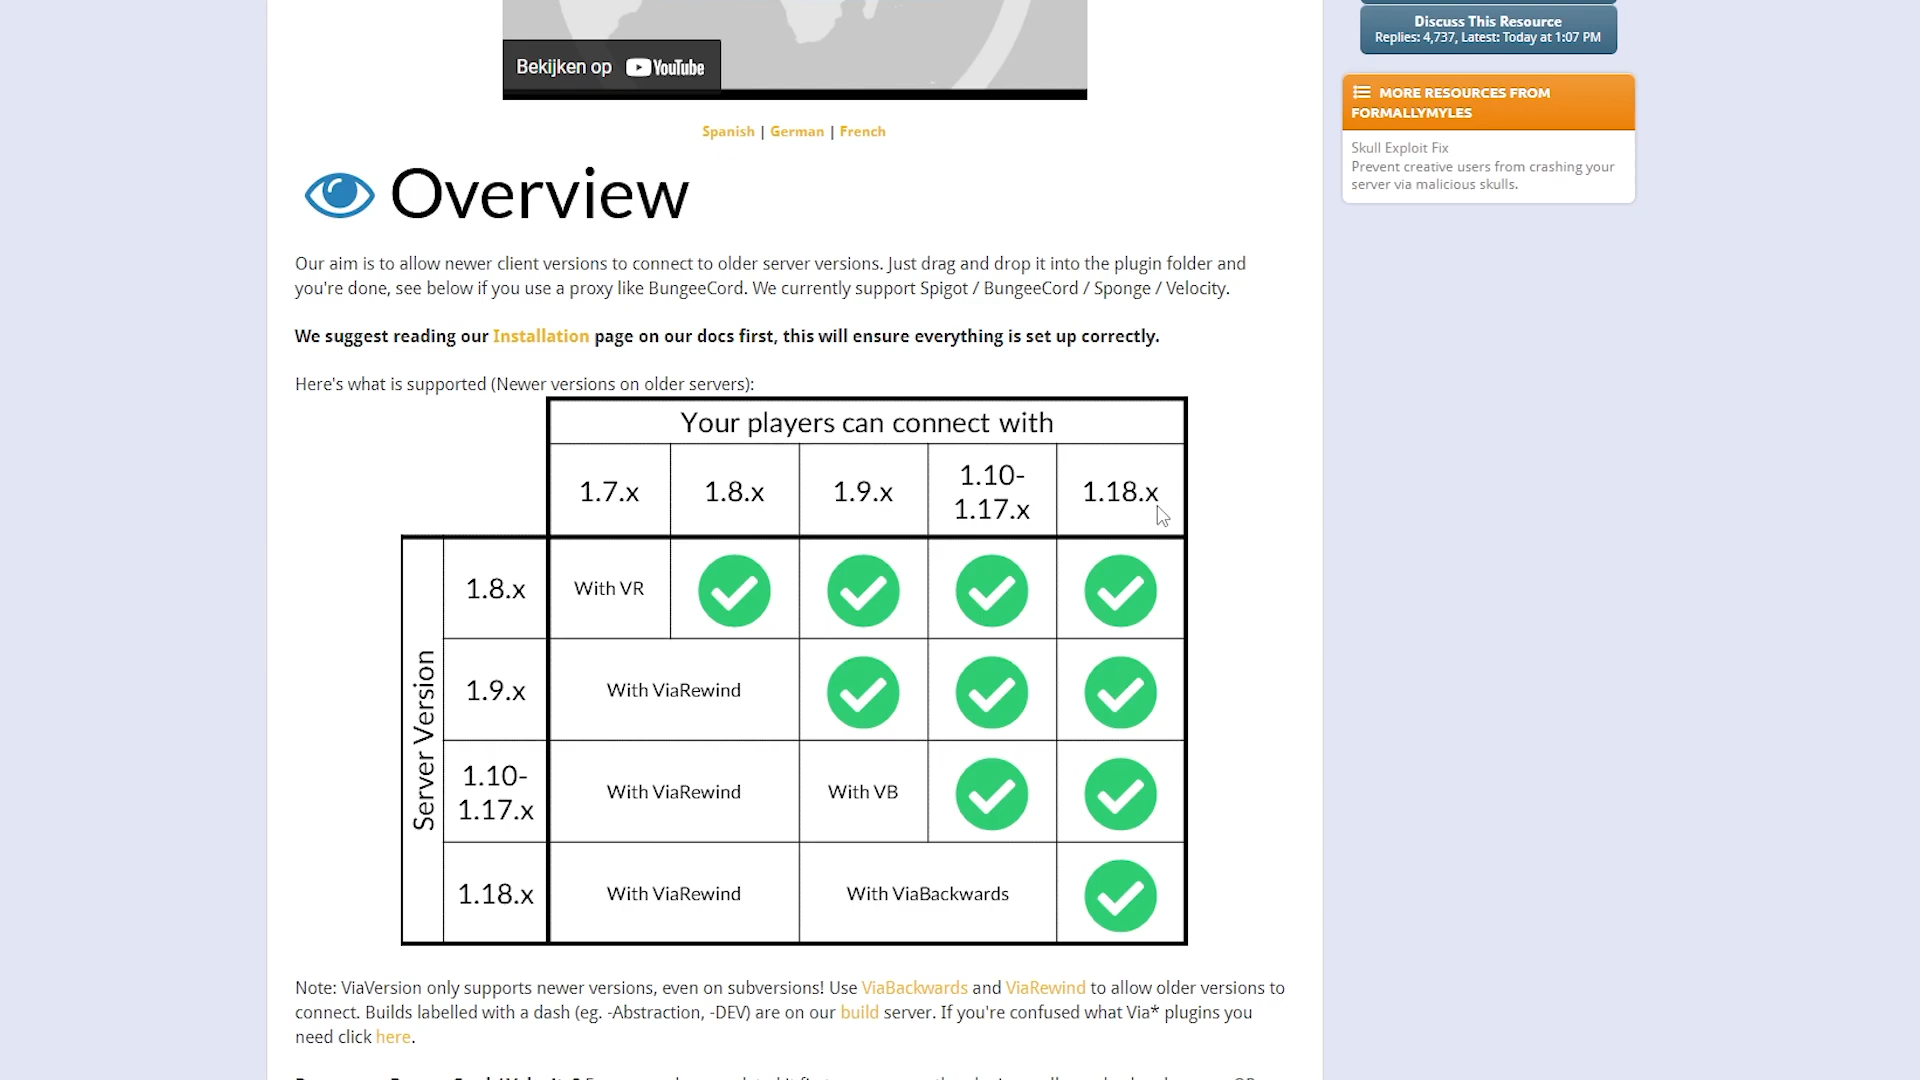 Bekijken op YouTube
Spanish | German | French
Overview
Our aim is to allow newer client versions to connect to older server versions. Just drag and drop it into the plugin folder and
you're done, see below if you use a proxy like BungeeCord. We currently support Spigot / BungeeCord / Sponge / Velocity.
We suggest reading our Installation page on our docs first, this will ensure everything is set up correctly.
Here's what is supported (Newer versions on older servers):
Your players can connect with
1.7.x 1.8.x 1.9.x 1.10-
1.17.x 1.18.x
Server Version
1.8.x With VR
1.9.x With ViaRewind
1.10-
1.17.x With ViaRewind With VB
1.18.x With ViaRewind With ViaBackwards
Note: ViaVersion only supports newer versions, even on subversions! Use ViaBackwards and ViaRewind to allow older versions to
connect. Builds labelled with a dash (eg. -Abstraction, -DEV) are on our build server. If you're confused what Via* plugins you
need click here.
Discuss This Resource
Replies: 4,737, Latest: Today at 1:07 PM
MORE RESOURCES FROM
FORMALLYMYLES
Skull Exploit Fix
Prevent creative users from crashing your
server via malicious skulls.